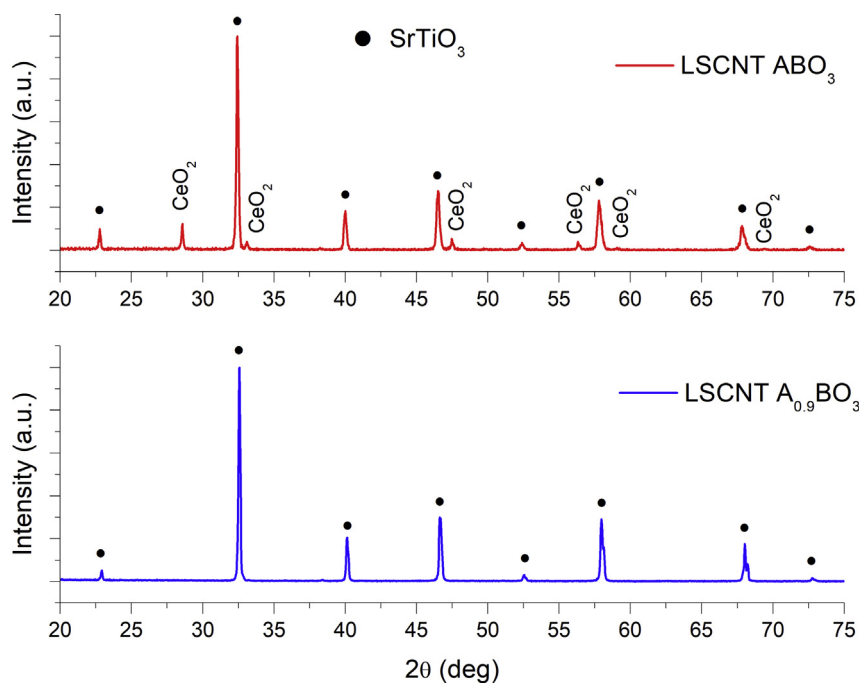 ● SrTiO₃
LSCNT ABO₃
Intensity (a.u.)
CeO₂
CeO₂
CeO₂
CeO₂
CeO₂
CeO₂
20 25 30 35 40 45 50 55 60 65 70 75
LSCNT A₀.₉BO₃
Intensity (a.u.)
20 25 30 35 40 45 50 55 60 65 70 75
2θ (deg)